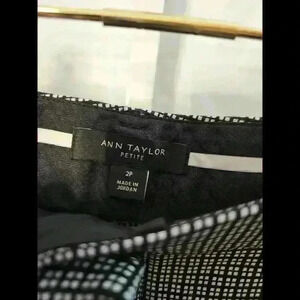 ANN TAYLOR
PETITE
2P
MADE IN
JORDAN